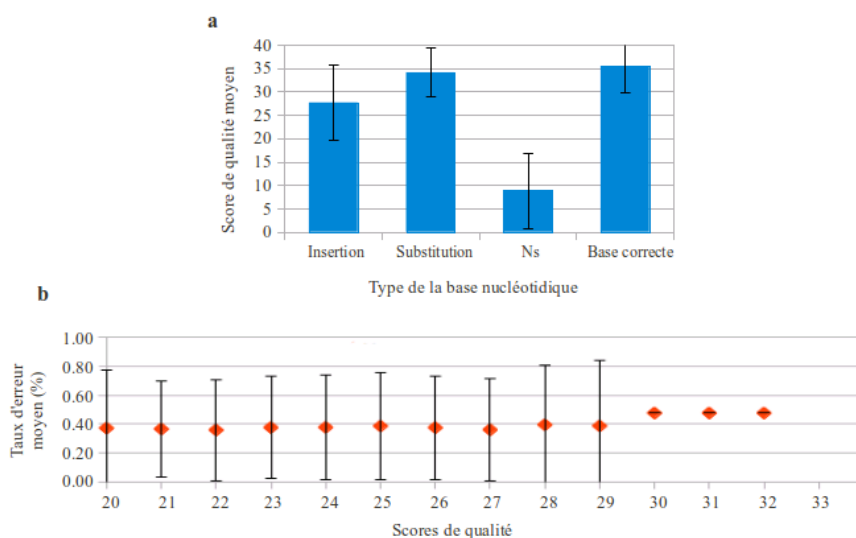 a
Score de qualité moyen
40
35
30
25
20
15
10
5
0
Insertion Substitution Ns Base correcte
Type de la base nucléotidique
b
Taux d'erreur
moyen (%)
1.00
0.80
0.60
0.40
0.20
0.00
20 21 22 23 24 25 26 27 28 29 30 31 32 33
Scores de qualité